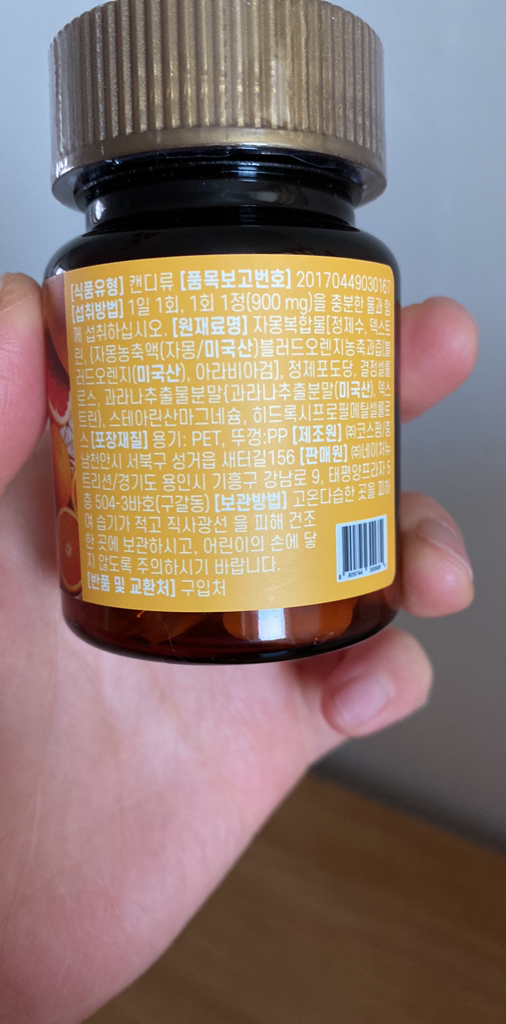 [식품유형] 캔디류 [품목보고번호] 20170449030167
[섭취방법] 1일 1회, 1회 1정(900 mg)을 충분한 물과 함
께 섭취하십시오. [원재료명] 자몽복합물[정제수, 덱스트
린, {자몽농축액(자몽/미국산)블러드오렌지농축과즙(블
러드오렌지(미국산), 아라비아검], 정제포도당, 결정셀룰
로스, 과라나추출물분말{과라나추출분말(미국산), 덱스
트린), 스테아린산마그네슘, 히드록시프로필메틸셀룰로
스 [포장재질] 용기: PET, 뚜껑:PP [제조원] ㈜코스팜/충
남천안시 서북구 성거읍 새터길156 [판매원] ㈜네이처뉴
트리션/경기도 용인시 기흥구 강남로 9, 태평양프라자 5
층 504-3바호(구갈동) [보관방법] 고온다습한 곳을 피하
여 습기가 적고 직사광선 을 피해 건조
한 곳에 보관하시고, 어린이의 손에 닿
지 않도록 주의하시기 바랍니다.
[반품 및 교환처] 구입처